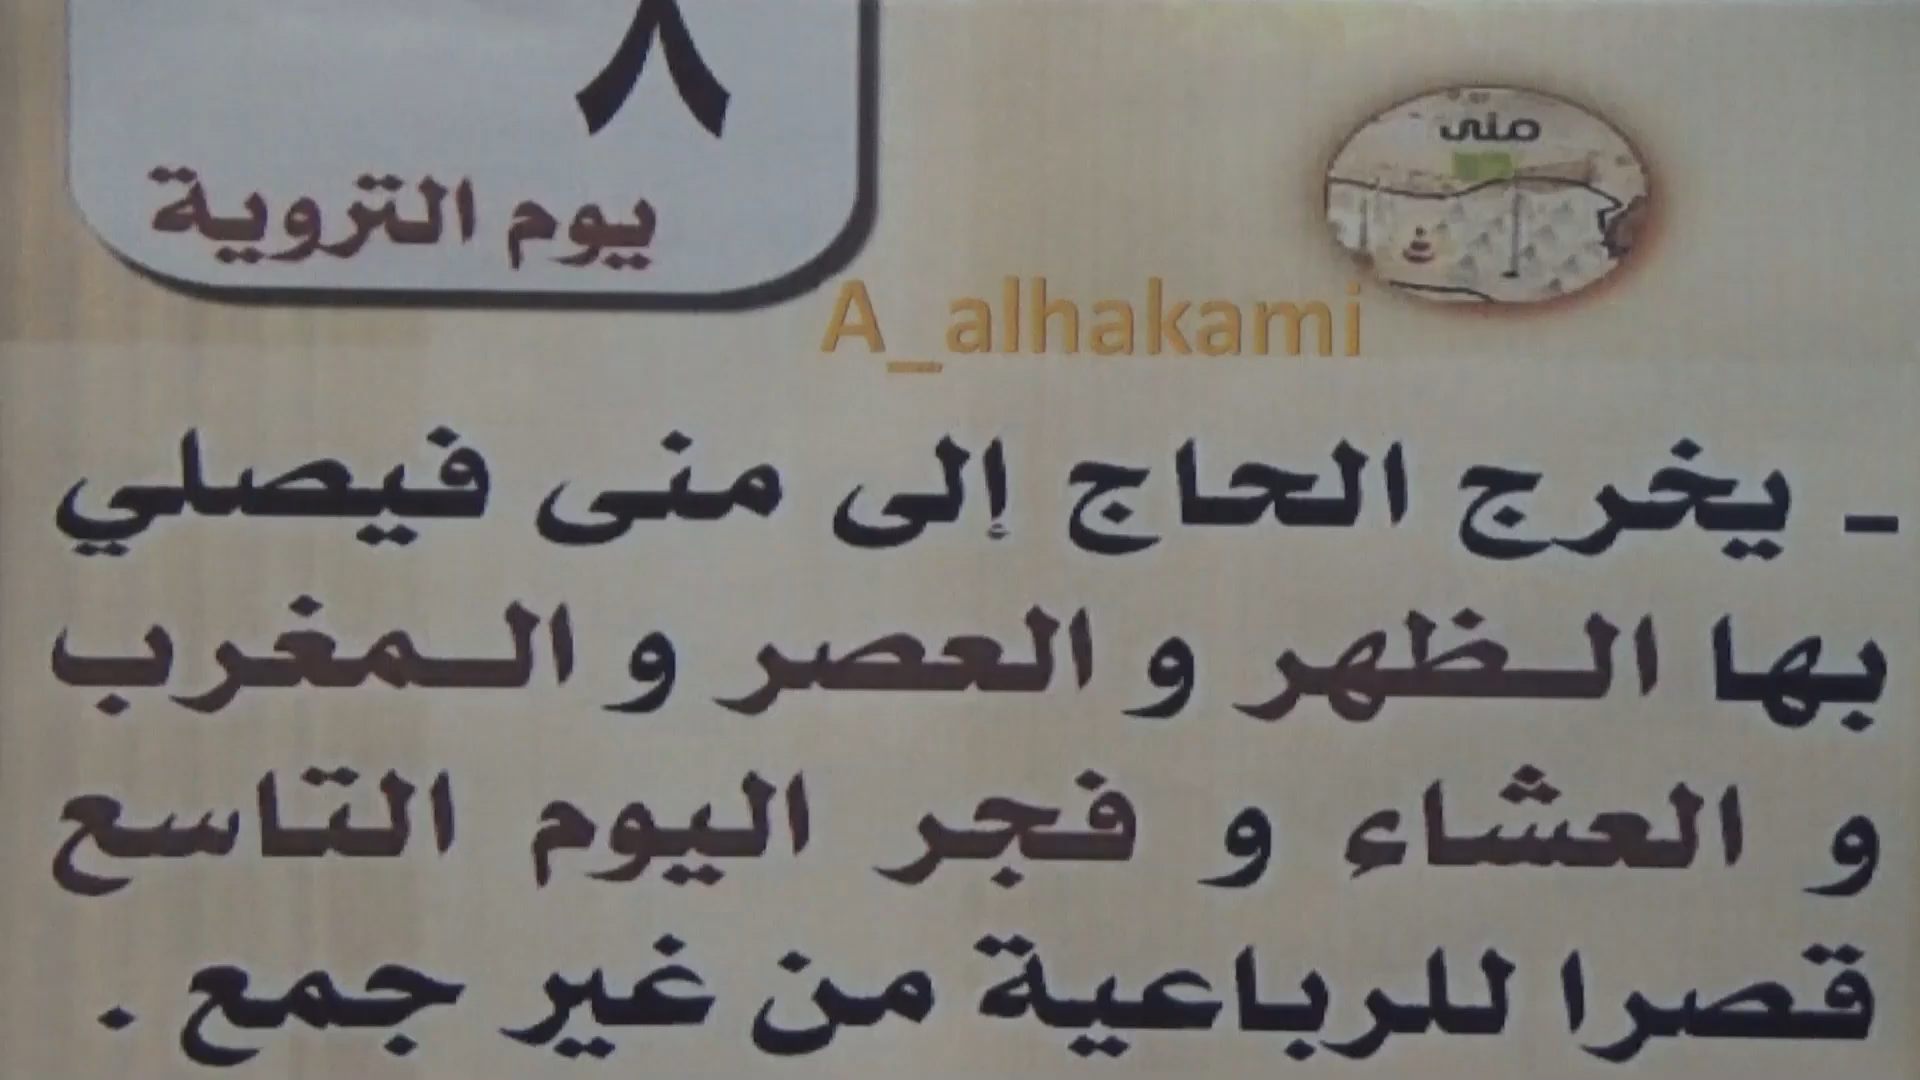 ٨
يوم التروية
منى
A_alhakami
- يخرج الحاج إلى منى فيصلي
بها الظهر و العصر و المغرب
و العشاء و فجر اليوم التاسع
قصرا للرباعية من غير جمع .